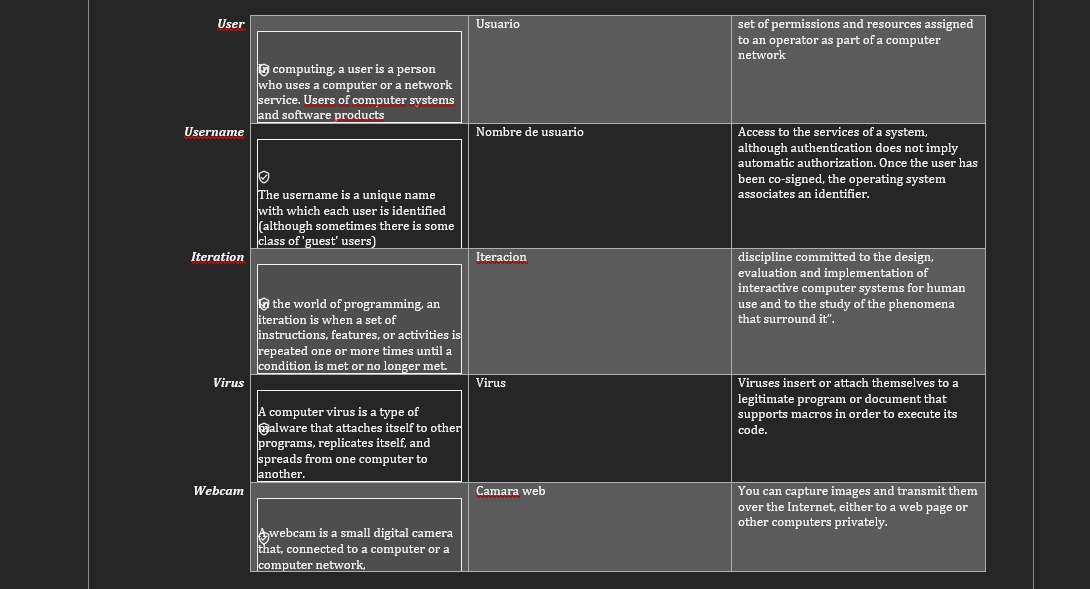 User
In computing, a user is a person
who uses a computer or a network
service. Users of computer systems
and software products
Usuario
set of permissions and resources assigned
to an operator as part of a computer
network
Username
The username is a unique name
with which each user is identified
(although sometimes there is some
class of 'guest' users)
Nombre de usuario
Access to the services of a system,
although authentication does not imply
automatic authorization. Once the user has
been co-signed, the operating system
associates an identifier.
Iteration
In the world of programming, an
iteration is when a set of
instructions, features, or activities is
repeated one or more times until a
condition is met or no longer met.
Iteracion
discipline committed to the design,
evaluation and implementation of
interactive computer systems for human
use and to the study of the phenomena
that surround it”.
Virus
A computer virus is a type of
malware that attaches itself to other
programs, replicates itself, and
spreads from one computer to
another.
Virus
Viruses insert or attach themselves to a
legitimate program or document that
supports macros in order to execute its
code.
Webcam
A webcam is a small digital camera
that, connected to a computer or a
computer network,
Camara web
You can capture images and transmit them
over the Internet, either to a web page or
other computers privately.